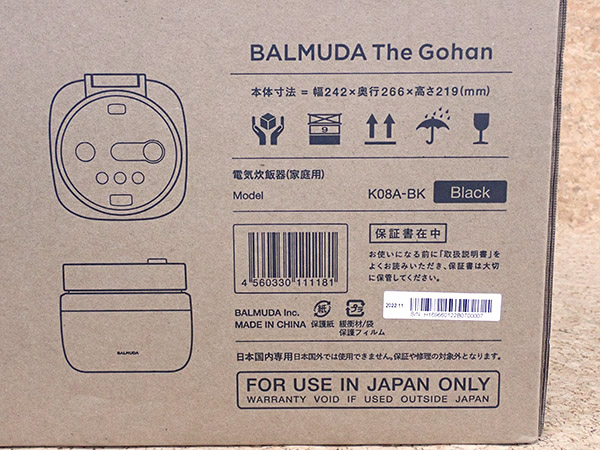 BALMUDA The Gohan
本体寸法 = 幅242×奥行266×高さ219(mm)
9
電気炊飯器(家庭用)
Model K08A-BK Black
4 560330 111181
保証書在中
お使いになる前に「取扱説明書」を
よくお読みいただき、保証書は大切
に保管してください。
2022.11
BALMUDA Inc.
MADE IN CHINA
紙
保護紙
プラ
緩衝材/袋
保護フィルム
BALMUDA
日本国内専用 日本国外では使用できません。保証や修理の対象外となります。
FOR USE IN JAPAN ONLY
WARRANTY VOID IF USED OUTSIDE JAPAN